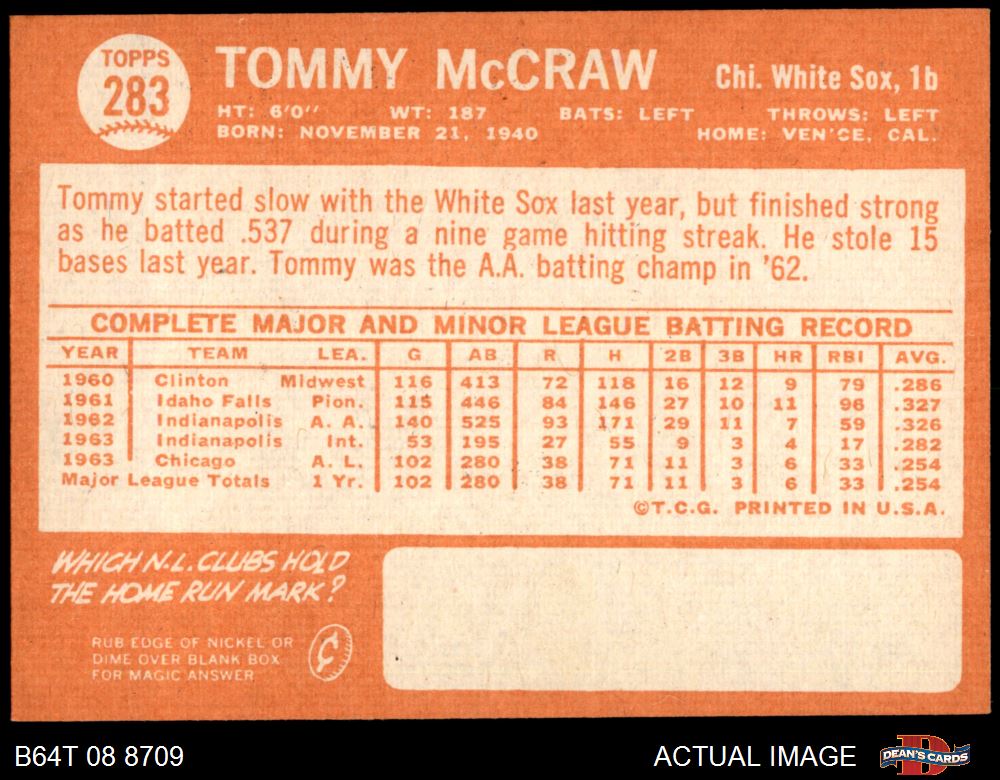 TOPPS
283
TOMMY McCRAW
Chi. White Sox, 1b
HT: 6'0" WT: 187 BATS: LEFT THROWS: LEFT
BORN: NOVEMBER 21, 1940 HOME: VEN'CE, CAL.
Tommy started slow with the White Sox last year, but finished strong
as he batted .537 during a nine game hitting streak. He stole 15
bases last year. Tommy was the A.A. batting champ in '62.
COMPLETE MAJOR AND MINOR LEAGUE BATTING RECORD
YEAR TEAM LEA. G AB R H 2B 3B HR RBI AVG.
1960 Clinton Midwest 116 413 72 118 16 12 9 79 .286
1961 Idaho Falls Pion. 115 446 84 146 27 10 11 96 .327
1962 Indianapolis A. A. 140 525 93 171 29 11 7 59 .326
1963 Indianapolis Int. 53 195 27 55 9 3 4 17 .282
1963 Chicago A. L. 102 280 38 71 11 3 6 33 .254
Major League Totals 1 Yr. 102 280 38 71 11 3 6 33 .254
©T.C.G. PRINTED IN U.S.A.
WHICH N.L. CLUBS HOLD
THE HOME RUN MARK?
RUB EDGE OF NICKEL OR
DIME OVER BLANK BOX
FOR MAGIC ANSWER
¢
B64T 08 8709
ACTUAL IMAGE
DEAN'S CARDS